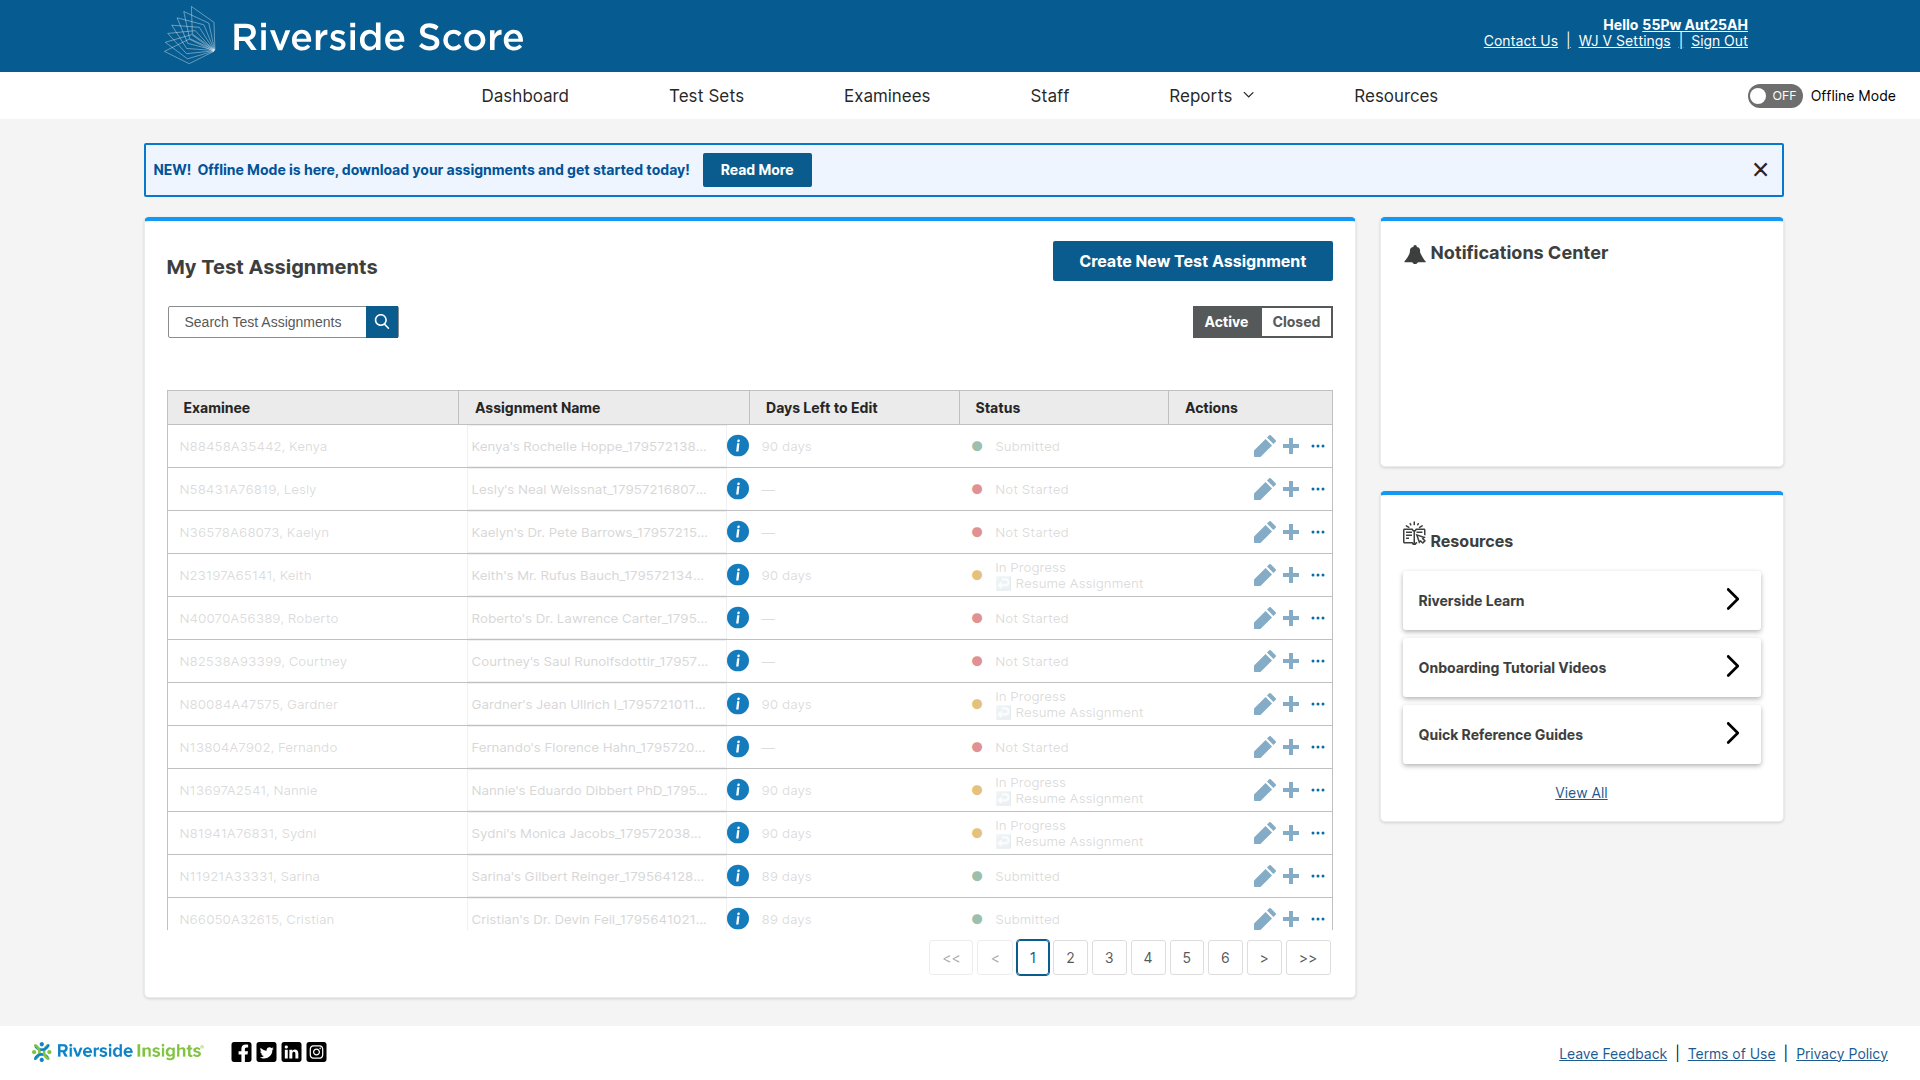 Riverside Score
Hello 55Pw Aut25AH
Contact Us | WJ V Settings | Sign Out
Dashboard
Test Sets
Examinees
Staff
Reports
Resources
OFF Offline Mode
NEW! Offline Mode is here, download your assignments and get started today! Read More
My Test Assignments
Create New Test Assignment
Search Test Assignments
Active Closed
Examinee Assignment Name Days Left to Edit Status Actions
N88458A35442, Kenya Kenya's Rochelle Hoppe_179572138... i 90 days Submitted ...
N58431A76819, Lesly Lesly's Neal Weissnat_17957216807... i — Not Started ...
N36578A68073, Kaelyn Kaelyn's Dr. Pete Barrows_17957215... i — Not Started ...
N23197A65141, Keith Keith's Mr. Rufus Bauch_179572134... i 90 days In Progress ...
Resume Assignment
N40070A56389, Roberto Roberto's Dr. Lawrence Carter_1795... i — Not Started ...
N82538A93399, Courtney Courtney's Saul Runolfsdottir_17957... i — Not Started ...
N80084A47575, Gardner Gardner's Jean Ullrich I_1795721011... i 90 days In Progress ...
Resume Assignment
N13804A7902, Fernando Fernando's Florence Hahn_1795720... i — Not Started ...
N13697A2541, Nannie Nannie's Eduardo Dibbert PhD_1795... i 90 days In Progress ...
Resume Assignment
N81941A76831, Sydni Sydni's Monica Jacobs_179572038... i 90 days In Progress ...
Resume Assignment
N11921A33331, Sarina Sarina's Gilbert Reinger_179564128... i 89 days Submitted ...
N66050A32615, Cristian Cristian's Dr. Devin Feil_1795641021... i 89 days Submitted ...
<< < 1 2 3 4 5 6 > >>
Notifications Center
Resources
Riverside Learn
Onboarding Tutorial Videos
Quick Reference Guides
View All
Riverside Insights
Leave Feedback | Terms of Use | Privacy Policy